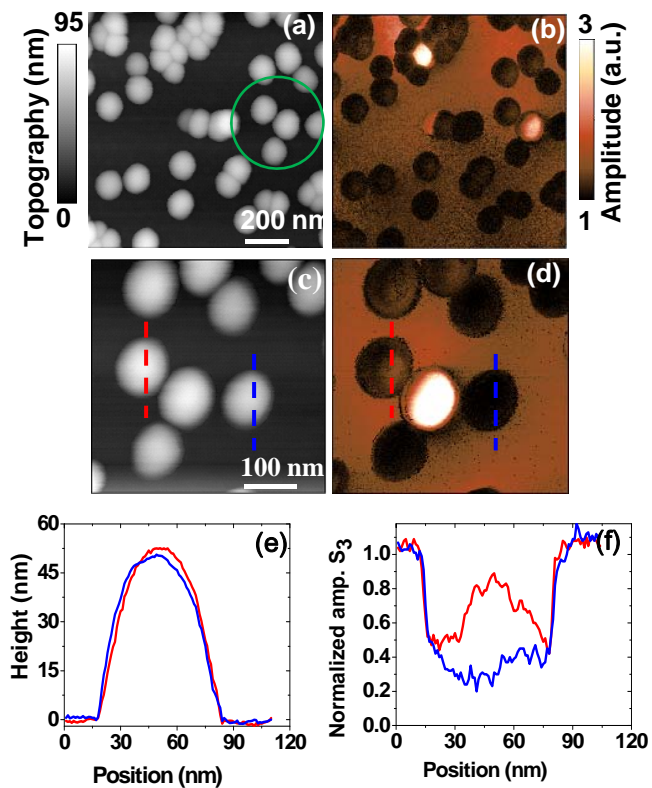 95
Topography (nm)
0
(a)
200 nm
(b)
3
Amplitude (a.u.)
1
(c)
100 nm
(d)
(e)
60
45
30
15
0
Height (nm)
0 30 60 90 120
Position (nm)
(f)
1.0
0.8
0.6
0.4
0.2
0.0
Normalized amp. S3
0 30 60 90 120
Position (nm)